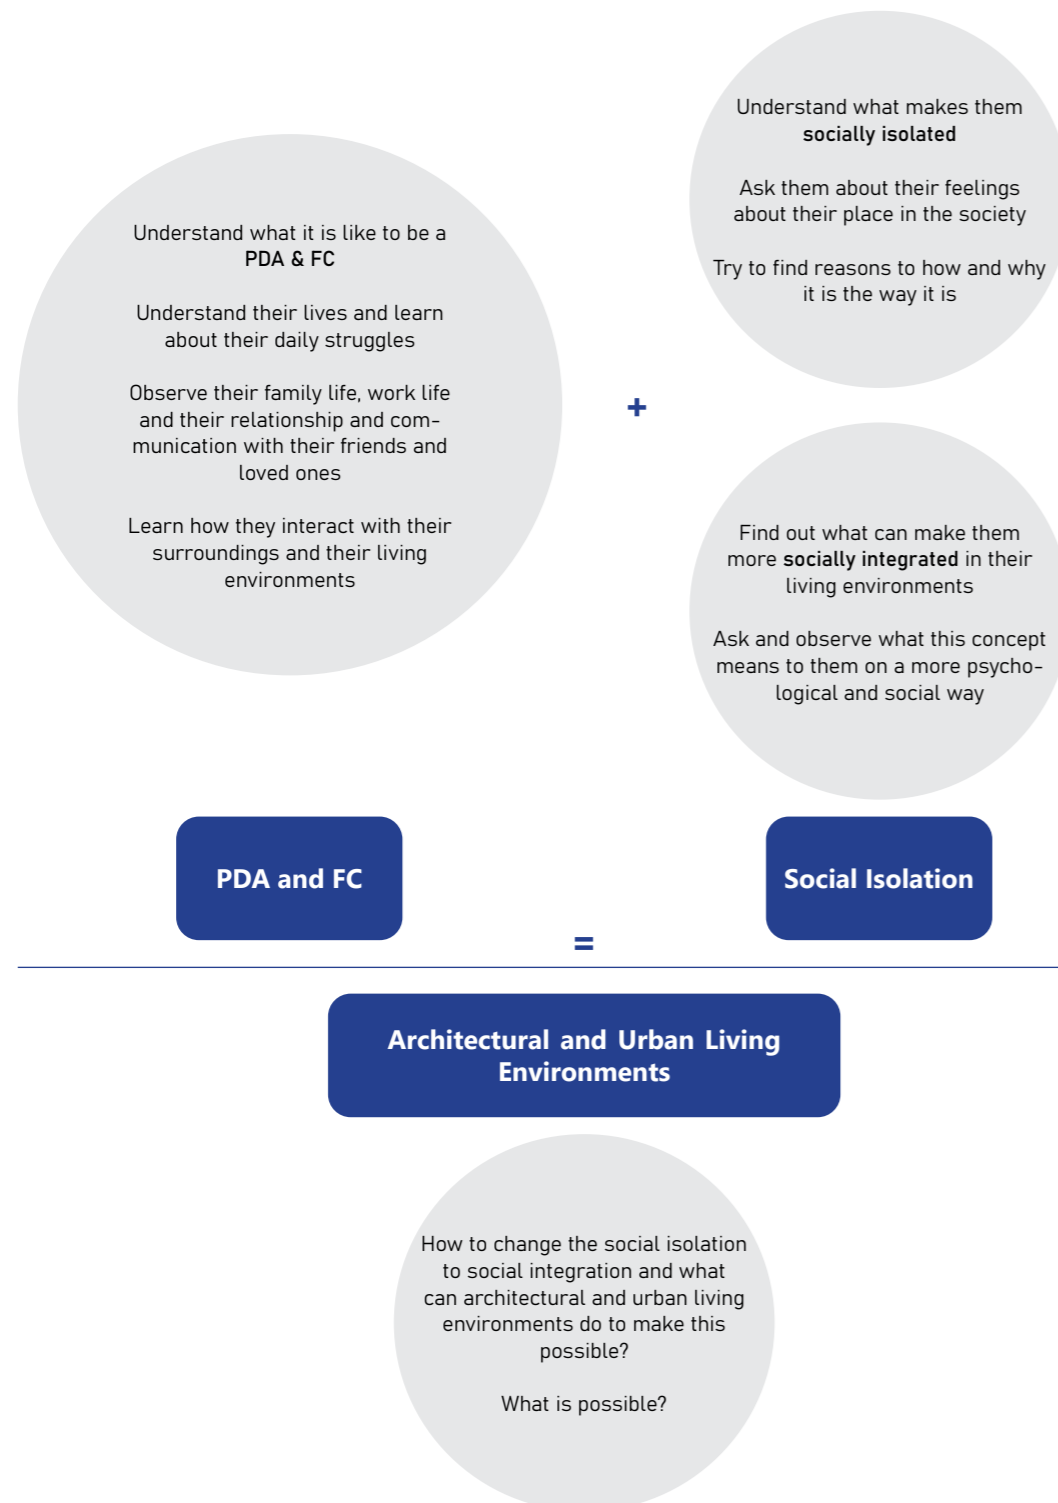 Understand what it is like to be a
PDA & FC
Understand their lives and learn
about their daily struggles
Observe their family life, work life
and their relationship and com-
munication with their friends and
loved ones
Learn how they interact with their
surroundings and their living
environments
+
Understand what makes them
socially isolated
Ask them about their feelings
about their place in the society
Try to find reasons to how and why
it is the way it is
Find out what can make them
more socially integrated in their
living environments
Ask and observe what this concept
means to them on a more psycho-
logical and social way
PDA and FC
=
Social Isolation
Architectural and Urban Living
Environments
How to change the social isolation
to social integration and what
can architectural and urban living
environments do to make this
possible?
What is possible?